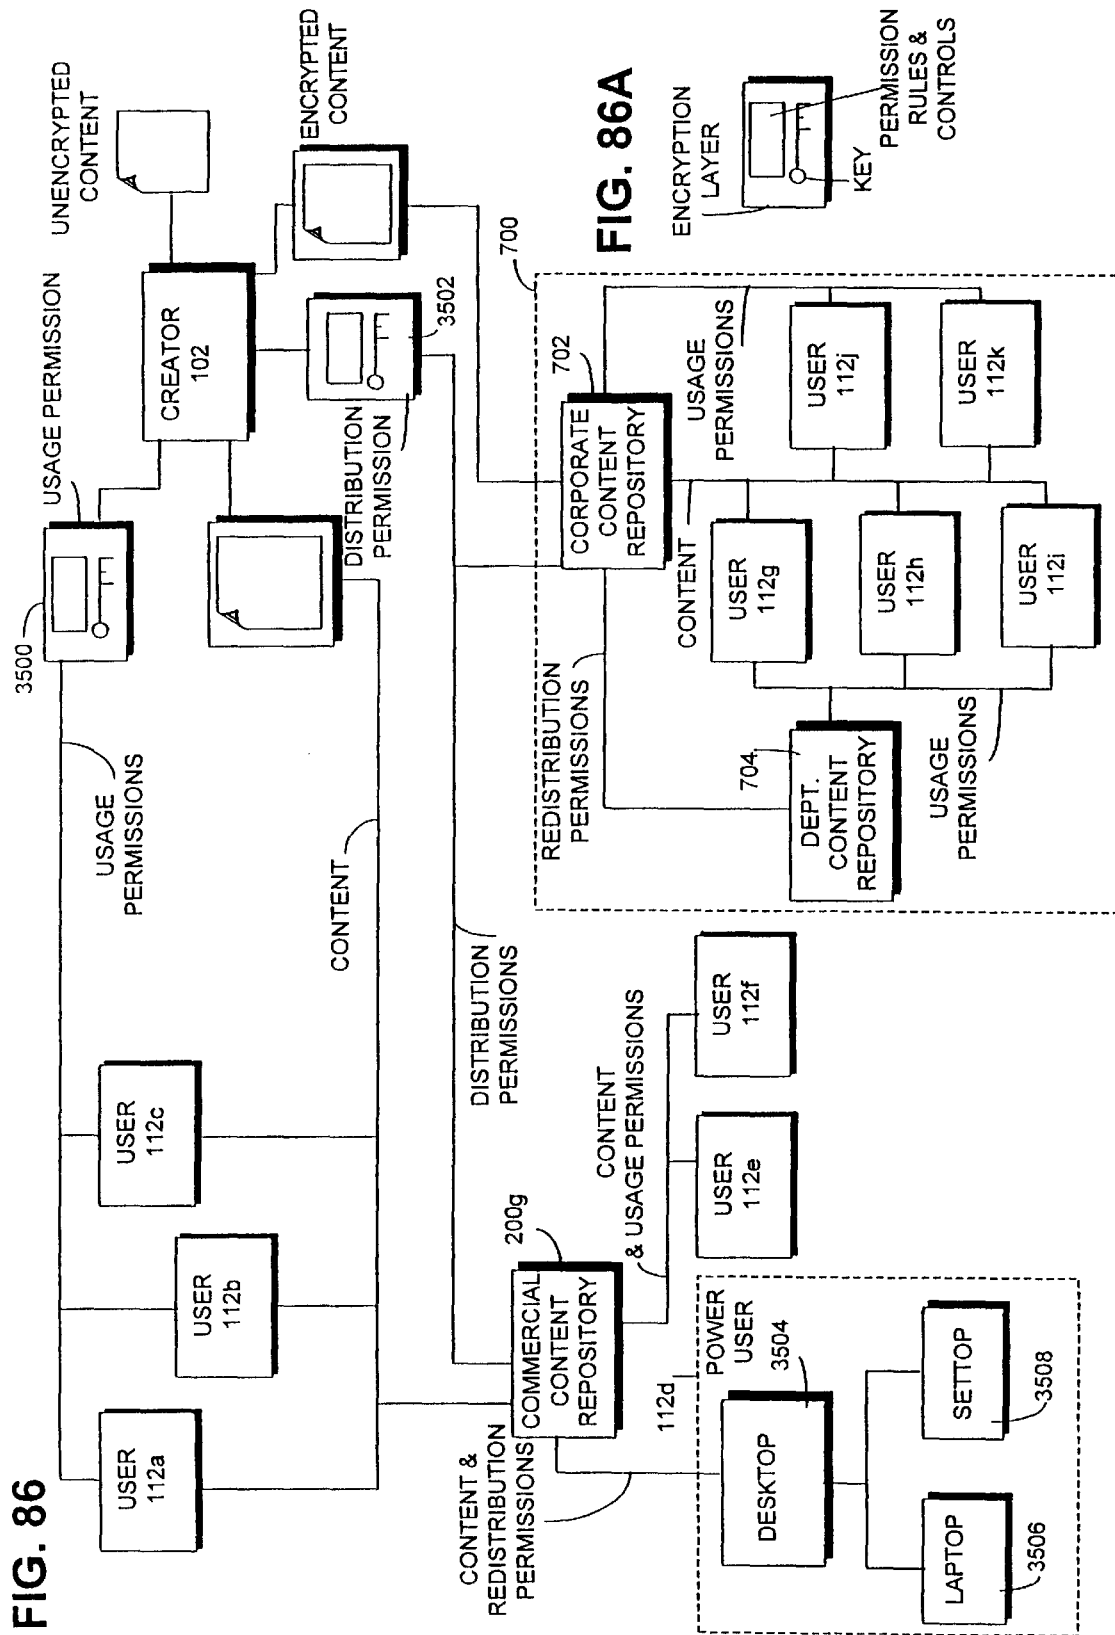 FIG. 86
3500
USAGE PERMISSION
UNENCRYPTED
CONTENT
USER
112a
USER
112b
USER
112c
USAGE
PERMISSIONS
CREATOR
102
CONTENT
DISTRIBUTION
PERMISSION
3502
ENCRYPTED
CONTENT
DISTRIBUTION
PERMISSIONS
CONTENT &
REDISTRIBUTION
PERMISSIONS
COMMERCIAL
CONTENT
REPOSITORY
200g
CONTENT
& USAGE PERMISSIONS
USER
112e
USER
112f
112d
POWER
USER
DESKTOP
3504
LAPTOP
3506
SETTOP
3508
700
REDISTRIBUTION
PERMISSIONS
CORPORATE
CONTENT
REPOSITORY
702
USAGE
PERMISSIONS
CONTENT
704
DEPT.
CONTENT
REPOSITORY
USER
112g
USER
112h
USER
112i
USER
112j
USER
112k
USAGE
PERMISSIONS
FIG. 86A
ENCRYPTION
LAYER
KEY
PERMISSION
RULES &
CONTROLS